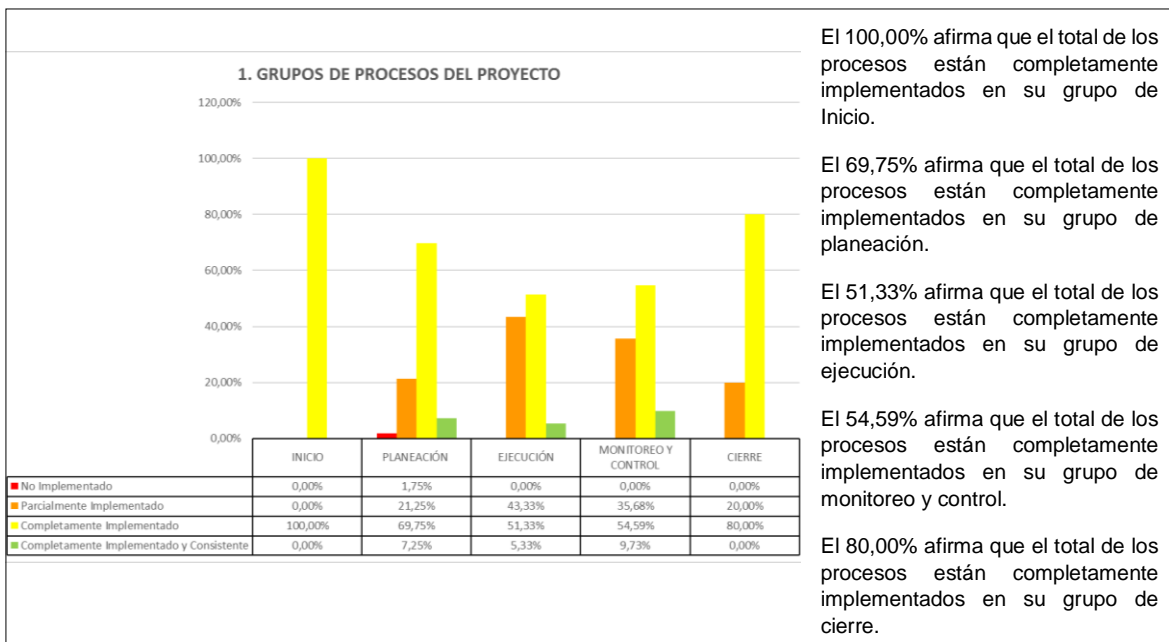 1. GRUPOS DE PROCESOS DEL PROYECTO
120,00%
100,00%
80,00%
60,00%
40,00%
20,00%
0,00%
INICIO PLANEACIÓN EJECUCIÓN MONITOREO Y CONTROL CIERRE
No Implementado 0,00% 1,75% 0,00% 0,00% 0,00%
Parcialmente Implementado 0,00% 21,25% 43,33% 35,68% 20,00%
Completamente Implementado 100,00% 69,75% 51,33% 54,59% 80,00%
Completamente Implementado y Consistente 0,00% 7,25% 5,33% 9,73% 0,00%
El 100,00% afirma que el total de los
procesos están completamente
implementados en su grupo de
Inicio.
El 69,75% afirma que el total de los
procesos están completamente
implementados en su grupo de
planeación.
El 51,33% afirma que el total de los
procesos están completamente
implementados en su grupo de
ejecución.
El 54,59% afirma que el total de los
procesos están completamente
implementados en su grupo de
monitoreo y control.
El 80,00% afirma que el total de los
procesos están completamente
implementados en su grupo de
cierre.